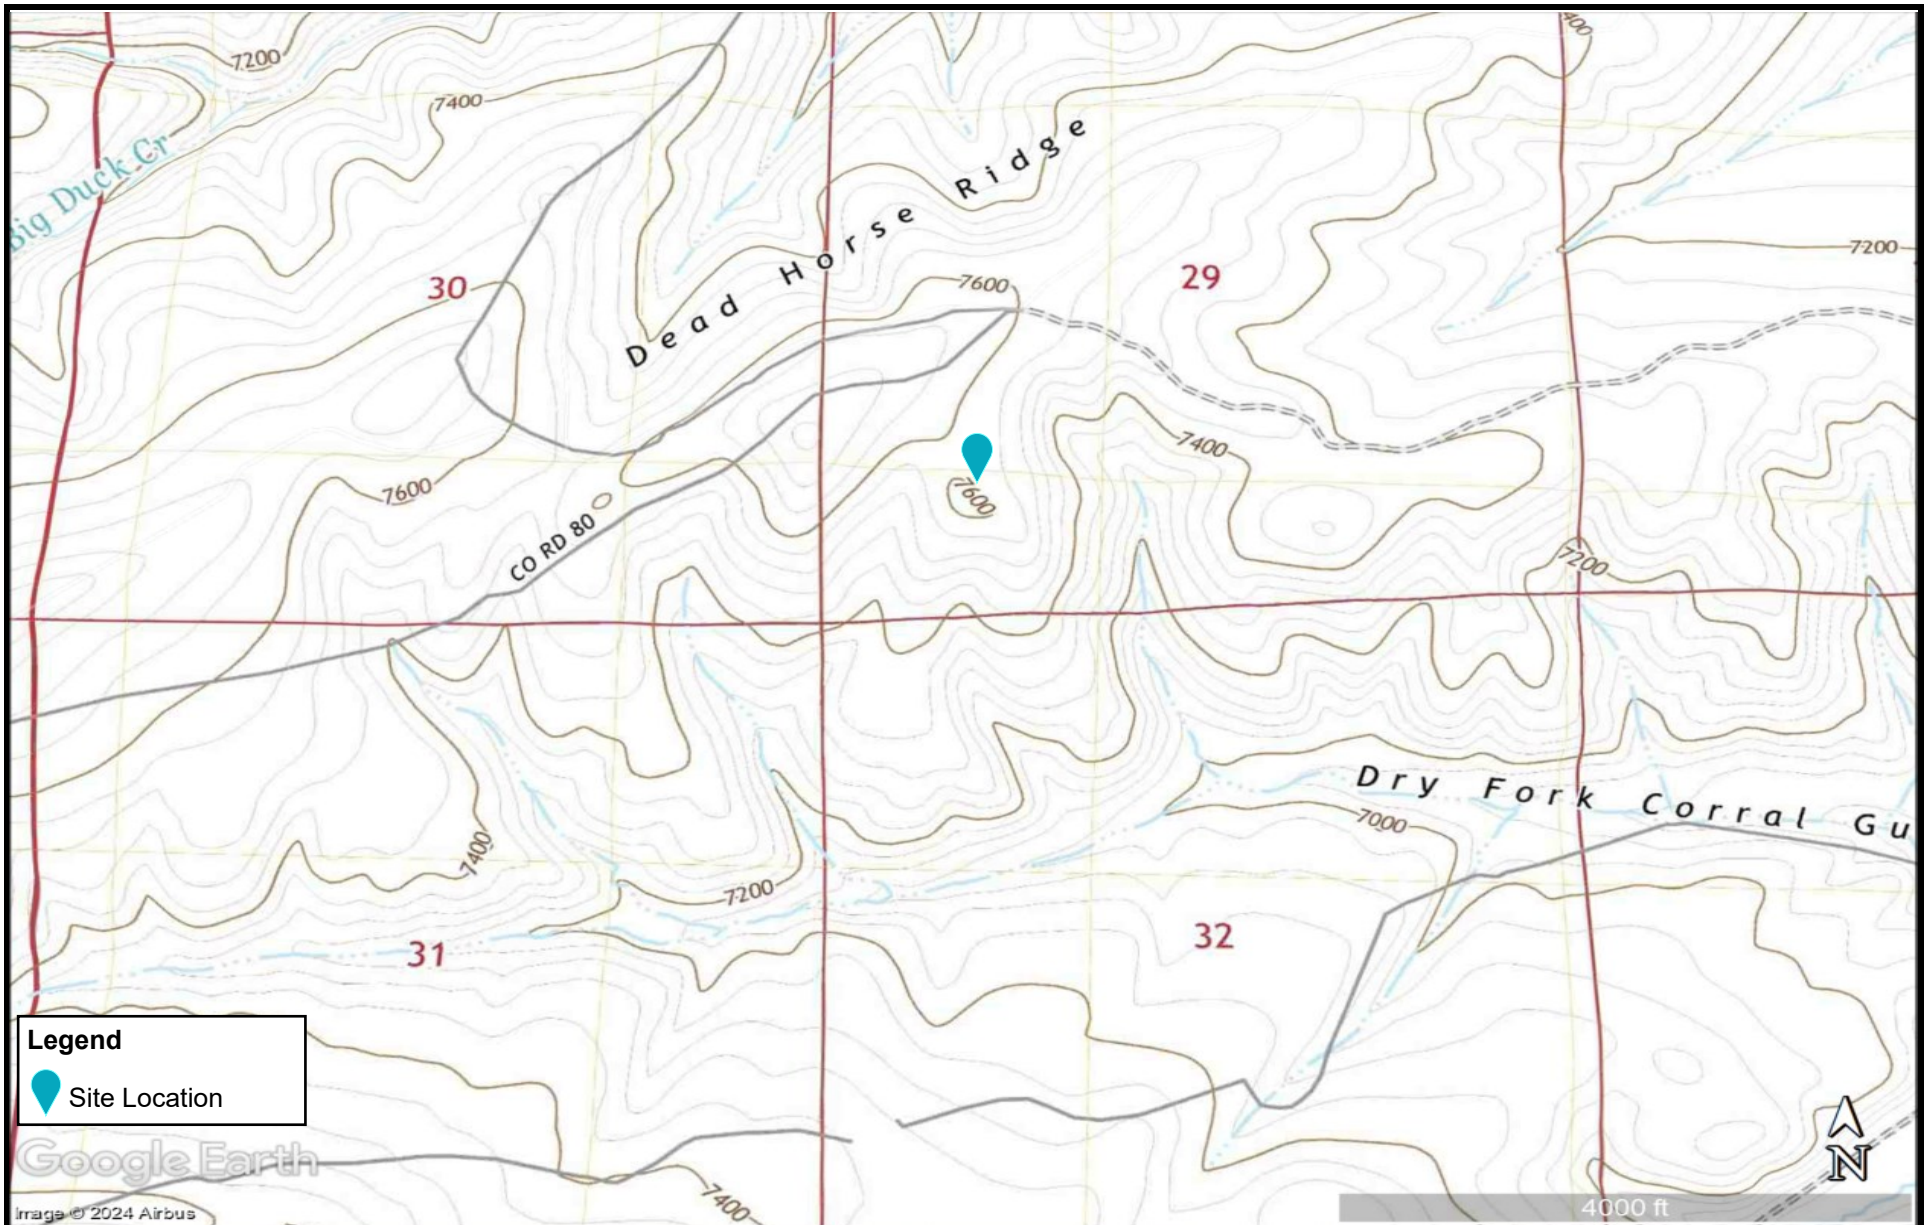 400
7200
7400
Big Duck Cr
Dead Horse Ridge
7200
30
7600
29
7400
7600
7600
CO RD 80
7200
Dry Fork Corral Gu
7000
7400
7200
31
32
Legend
Site Location
Google Earth
7400
N
4000 ft
Image © 2024 Airbus